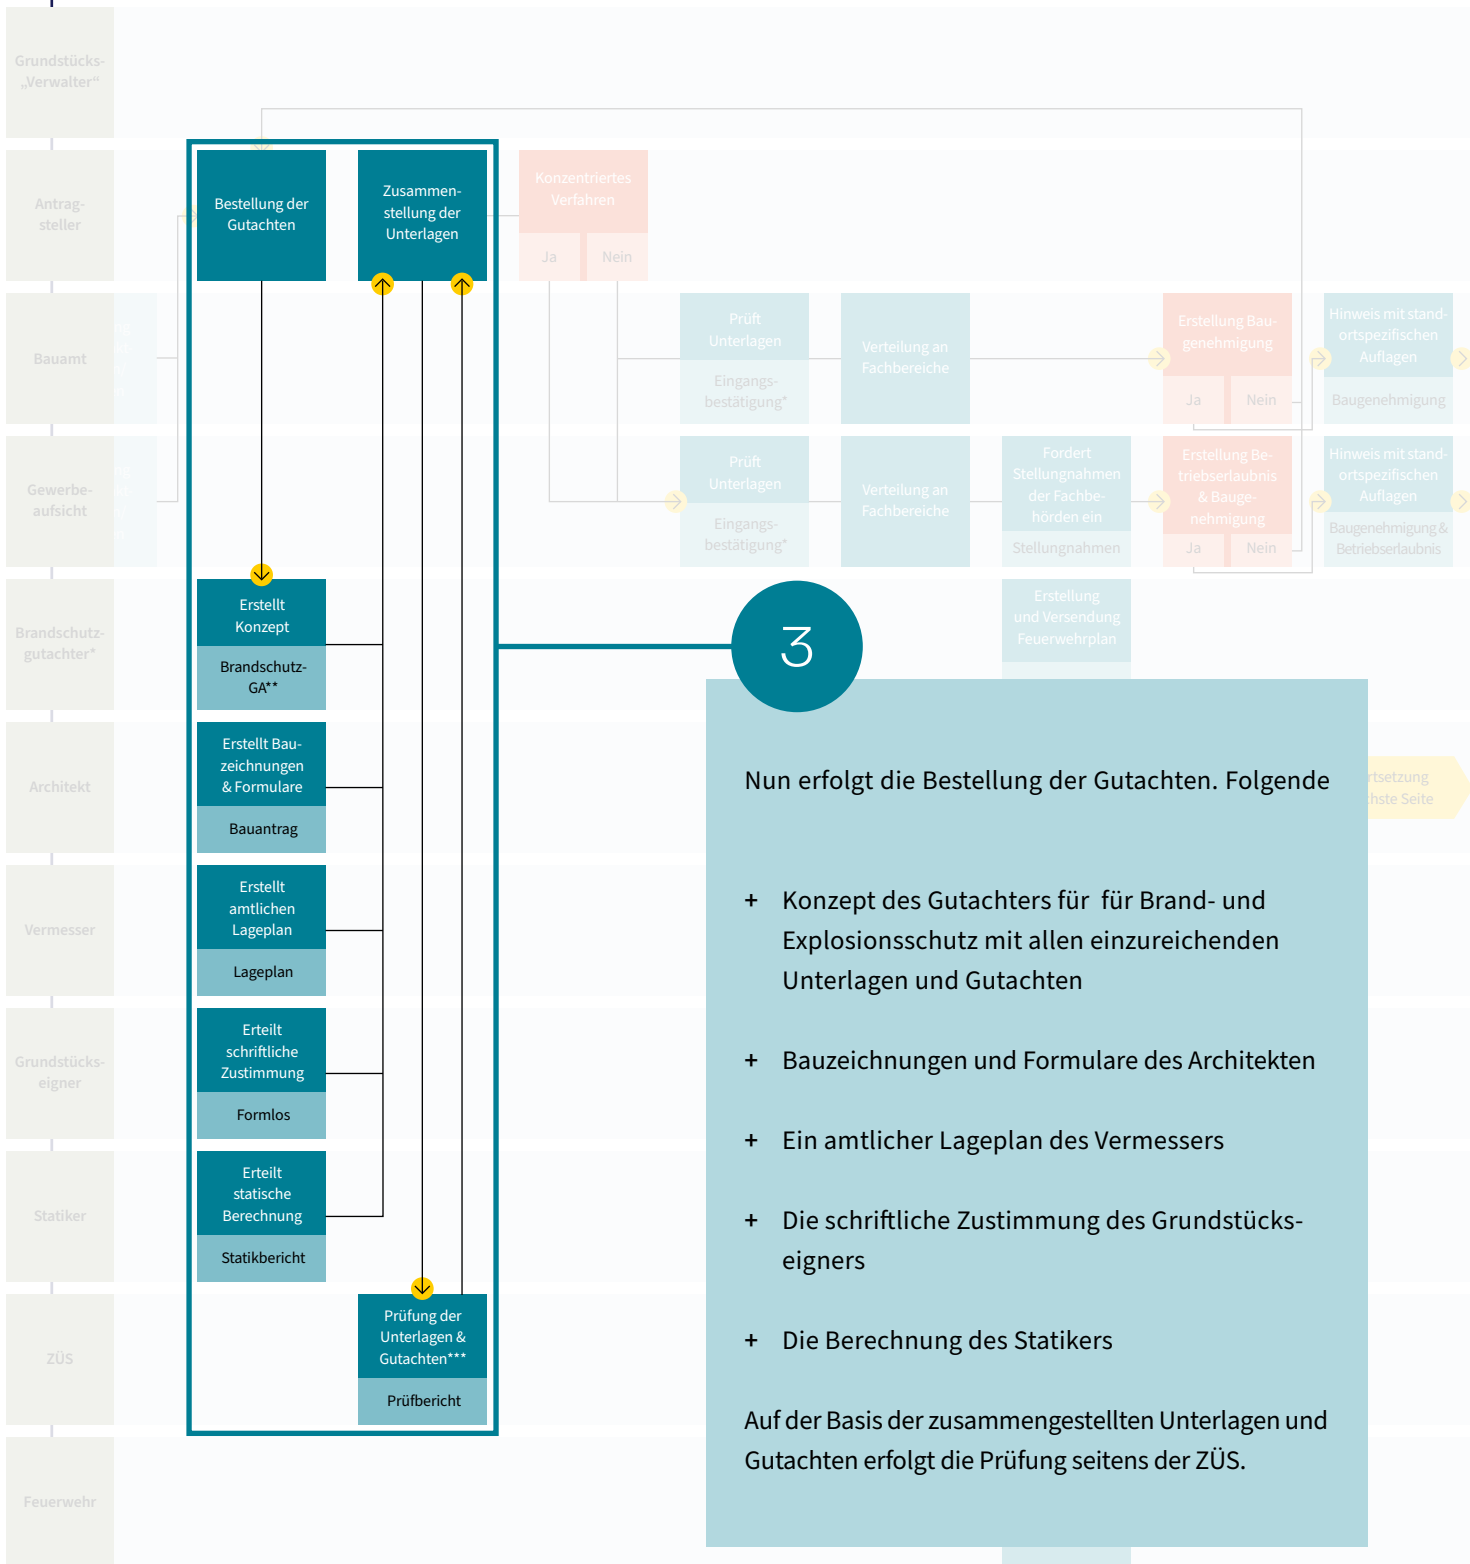 Grundstücks-
„Verwalter“
Antrag-
steller
Bestellung der
Gutachten
Zusammen-
stellung der
Unterlagen
Konzentriertes
Verfahren
Ja
Nein
Bauamt
Prüft
Unterlagen
Eingangs-
bestätigung*
Verteilung an
Fachbereiche
Erstellung Bau-
genehmigung
Ja
Nein
Hinweis mit stand-
ortspezifischen
Auflagen
Baugenehmigung
Gewerbe-
aufsicht
Prüft
Unterlagen
Eingangs-
bestätigung*
Verteilung an
Fachbereiche
Fordert
Stellungnahmen
der Fachbe-
hörden ein
Stellungnahmen
Erstellung Be-
triebserlaubnis
& Bauge-
nehmigung
Ja
Nein
Hinweis mit stand-
ortspezifischen
Auflagen
Baugenehmigung &
Betriebserlaubnis
Brandschutz-
gutachter*
Erstellt
Konzept
Brandschutz-
GA**
Erstellung
und Versendung
Feuerwehrplan
Architekt
Erstellt Bau-
zeichnungen
& Formulare
Bauantrag
rtsetzung
chste Seite
Vermesser
Erstellt
amtlichen
Lageplan
Lageplan
Grundstücks-
eigner
Erteilt
schriftliche
Zustimmung
Formlos
Statiker
Erteilt
statische
Berechnung
Statikbericht
ZÜS
Prüfung der
Unterlagen &
Gutachten***
Prüfbericht
Feuerwehr
3
Nun erfolgt die Bestellung der Gutachten. Folgende
+ Konzept des Gutachters für für Brand- und
Explosionsschutz mit allen einzureichenden
Unterlagen und Gutachten
+ Bauzeichnungen und Formulare des Architekten
+ Ein amtlicher Lageplan des Vermessers
+ Die schriftliche Zustimmung des Grundstücks-
eigners
+ Die Berechnung des Statikers
Auf der Basis der zusammengestellten Unterlagen und
Gutachten erfolgt die Prüfung seitens der ZÜS.